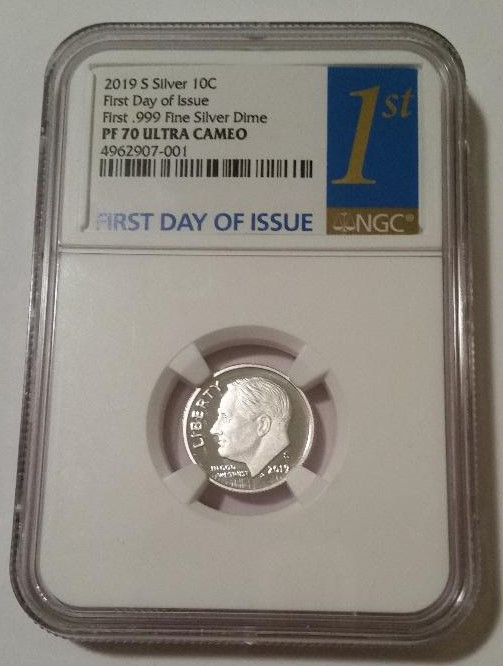 2019 S Silver 10C
First Day of Issue
First .999 Fine Silver Dime
PF 70 ULTRA CAMEO
4962907-001
1st
FIRST DAY OF ISSUE
NGC®
LIBERTY
IN GOD
WE TRUST
S
2019